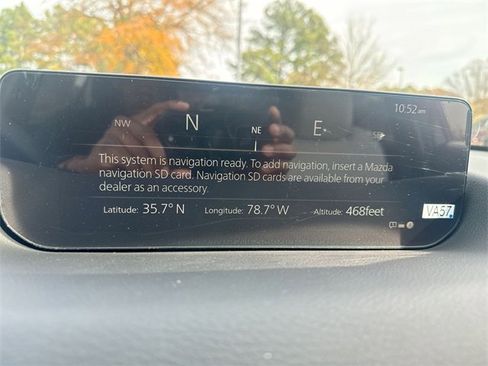 10:52am
NW N NE E SE
This system is navigation ready. To add navigation, insert a Mazda
navigation SD card. Navigation SD cards are available from your
dealer as an accessory.
Latitude: 35.7° N Longitude: 78.7° W Altitude: 468feet
VA57